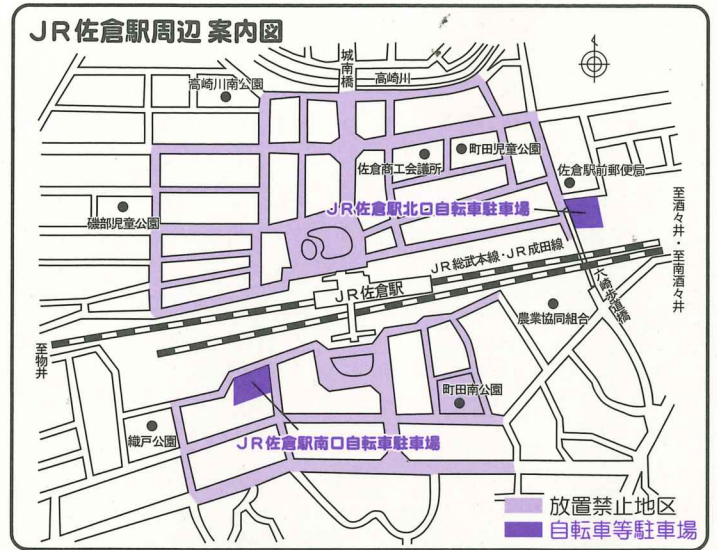 JR佐倉駅周辺 案内図
城南橋
高崎川
高崎川南公園
町田児童公園
佐倉商工会議所
佐倉駅前郵便局
JR佐倉駅北口自転車駐車場
磯部児童公園
至酒々井・至南酒々井
JR総武本線・JR成田線
JR佐倉駅
六崎歩道橋
農業協同組合
至物井
町田南公園
織戸公園
JR佐倉駅南口自転車駐車場
放置禁止地区
自転車等駐車場